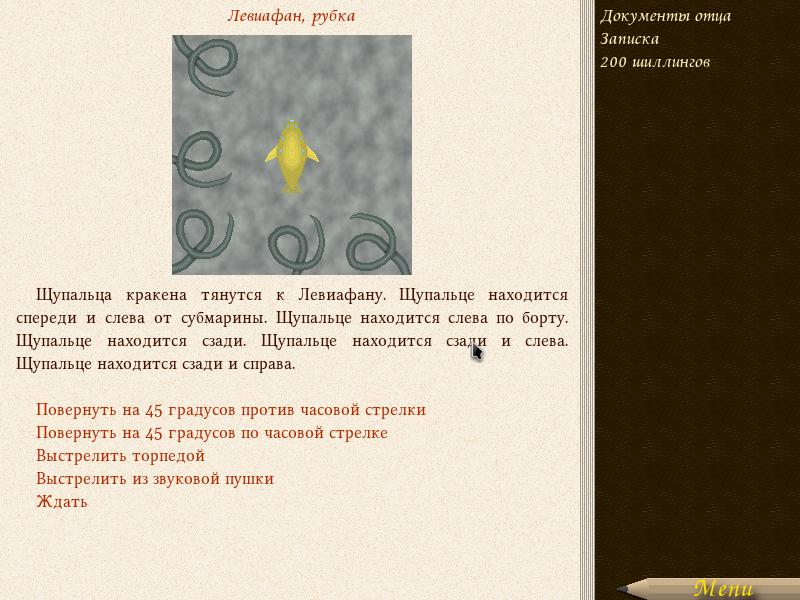 Левиафан, рубка
Щупальца кракена тянутся к Левиафану. Щупальце находится
спереди и слева от субмарины. Щупальце находится слева по борту.
Щупальце находится сзади. Щупальце находится сзади и слева.
Щупальце находится сзади и справа.
Повернуть на 45 градусов против часовой стрелки
Повернуть на 45 градусов по часовой стрелке
Выстрелить торпедой
Выстрелить из звуковой пушки
Ждать
Документы отца
Записка
200 шиллингов
Menu